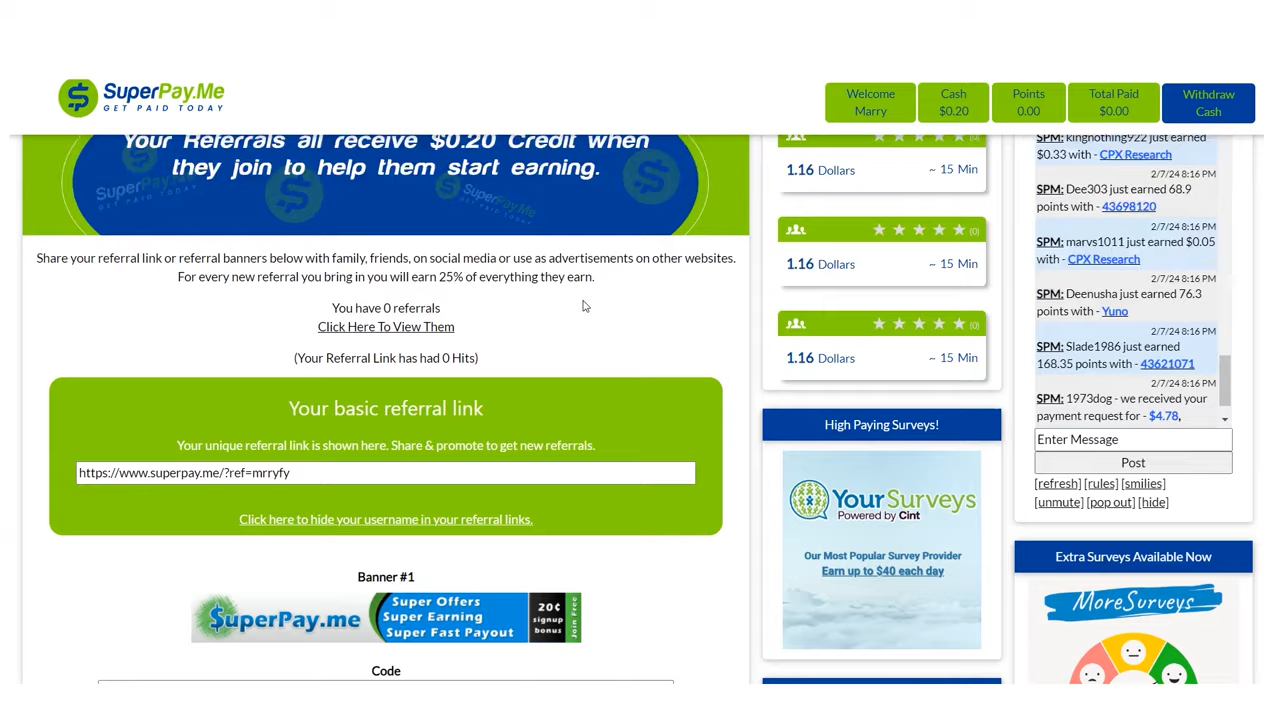 SuperPay.Me
GET PAID TODAY
Welcome
Marry
Cash
$0.20
Points
0.00
Total Paid
$0.00
Withdraw
Cash
Your Referrals all receive $0.20 Credit when
they join to help them start earning.
SuperPay.Me
SuperPay.Me
Share your referral link or referral banners below with family, friends, on social media or use as advertisements on other websites.
For every new referral you bring in you will earn 25% of everything they earn.
You have 0 referrals
Click Here To View Them
(Your Referral Link has had 0 Hits)
Your basic referral link
Your unique referral link is shown here. Share & promote to get new referrals.
https://www.superpay.me/?ref=mrryfy
Click here to hide your username in your referral links.
Banner #1
$uperPay.me
Super Offers
Super Earning
Super Fast Payout
20¢
signup
bonus
Join Free
Code
(0)
1.16 Dollars
~ 15 Min
(0)
1.16 Dollars
~ 15 Min
(0)
1.16 Dollars
~ 15 Min
High Paying Surveys!
YourSurveys
Powered by Cint
Our Most Popular Survey Provider
Earn up to $40 each day
SPM: kingnothing922 just earned
$0.33 with - CPX Research
2/7/24 8:16 PM
SPM: Dee303 just earned 68.9
points with - 43698120
2/7/24 8:16 PM
SPM: marvs1011 just earned $0.05
with - CPX Research
2/7/24 8:16 PM
SPM: Deenusha just earned 76.3
points with - Yuno
2/7/24 8:16 PM
SPM: Slade1986 just earned
168.35 points with - 43621071
2/7/24 8:16 PM
SPM: 1973dog - we received your
payment request for - $4.78,
Enter Message
Post
[refresh] [rules] [smilies]
[unmute] [pop out] [hide]
Extra Surveys Available Now
MoreSurveys